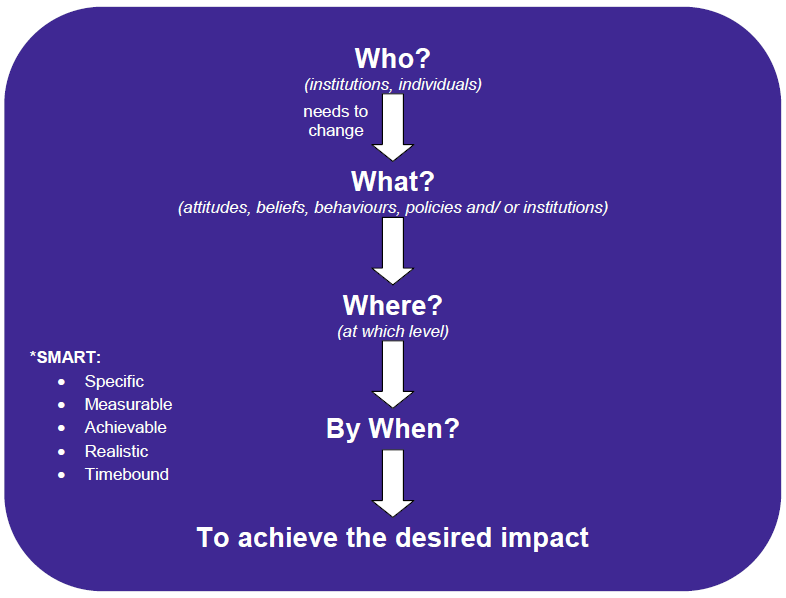 Who?
(institutions, individuals)
needs to
change
What?
(attitudes, beliefs, behaviours, policies and/ or institutions)
Where?
(at which level)
*SMART:
• Specific
• Measurable
• Achievable
• Realistic
• Timebound
By When?
To achieve the desired impact